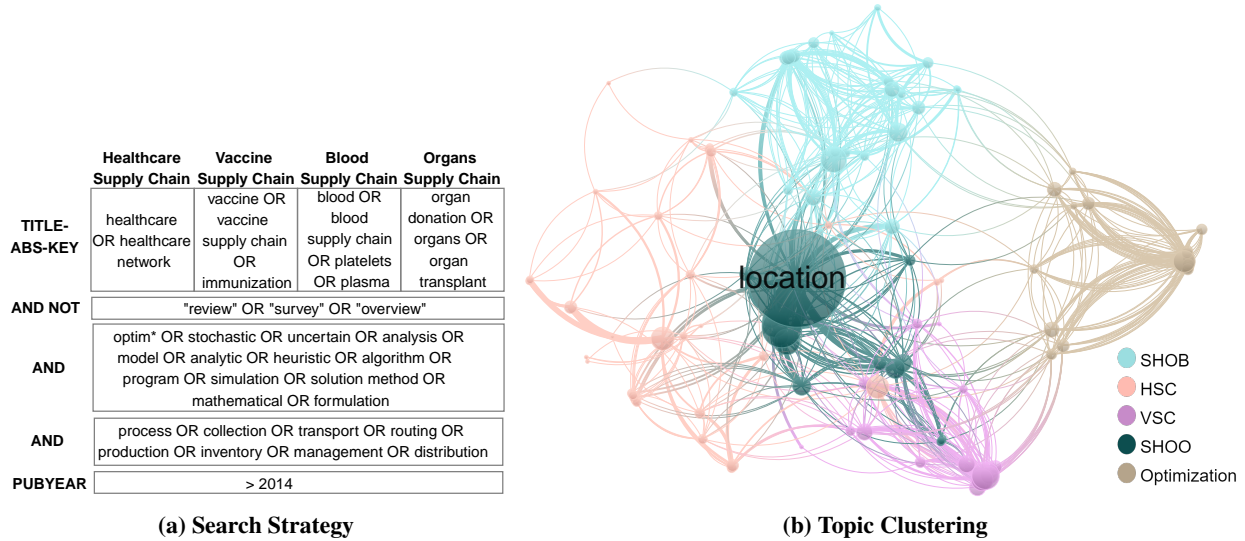 Healthcare Supply Chain
Vaccine Supply Chain
Blood Supply Chain
Organs Supply Chain
TITLE-
ABS-KEY
healthcare
OR healthcare
network
vaccine OR
vaccine
supply chain
OR
immunization
blood OR
blood
supply chain
OR platelets
OR plasma
organ
donation OR
organs OR
organ
transplant
AND NOT
"review" OR "survey" OR "overview"
AND
optim* OR stochastic OR uncertain OR analysis OR
model OR analytic OR heuristic OR algorithm OR
program OR simulation OR solution method OR
mathematical OR formulation
AND
process OR collection OR transport OR routing OR
production OR inventory OR management OR distribution
PUBYEAR
> 2014
(a) Search Strategy
location
SHOB
HSC
VSC
SHOO
Optimization
(b) Topic Clustering